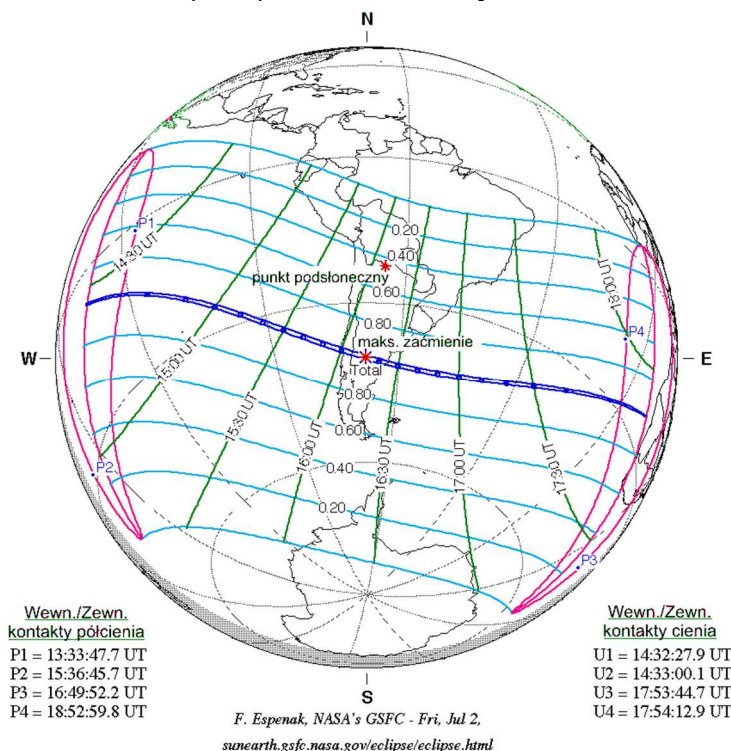 N
P1
14:30 UT
0.20
0.40
punkt podsłoneczny
0.60
18:00 UT
0.80
P4
maks. zaćmienie
W
E
Total
15:00 UT
0.80
15:30 UT
0.60
16:00 UT
16:30 UT
17:00 UT
17:30 UT
P2
0.40
0.20
P3
Wewn./Zewn.
kontakty półcienia
P1 = 13:33:47.7 UT
P2 = 15:36:45.7 UT
P3 = 16:49:52.2 UT
P4 = 18:52:59.8 UT
Wewn./Zewn.
kontakty cienia
U1 = 14:32:27.9 UT
U2 = 14:33:00.1 UT
U3 = 17:53:44.7 UT
U4 = 17:54:12.9 UT
S
F. Espenak, NASA's GSFC - Fri, Jul 2,
sunearth.gsfc.nasa.gov/eclipse/eclipse.html